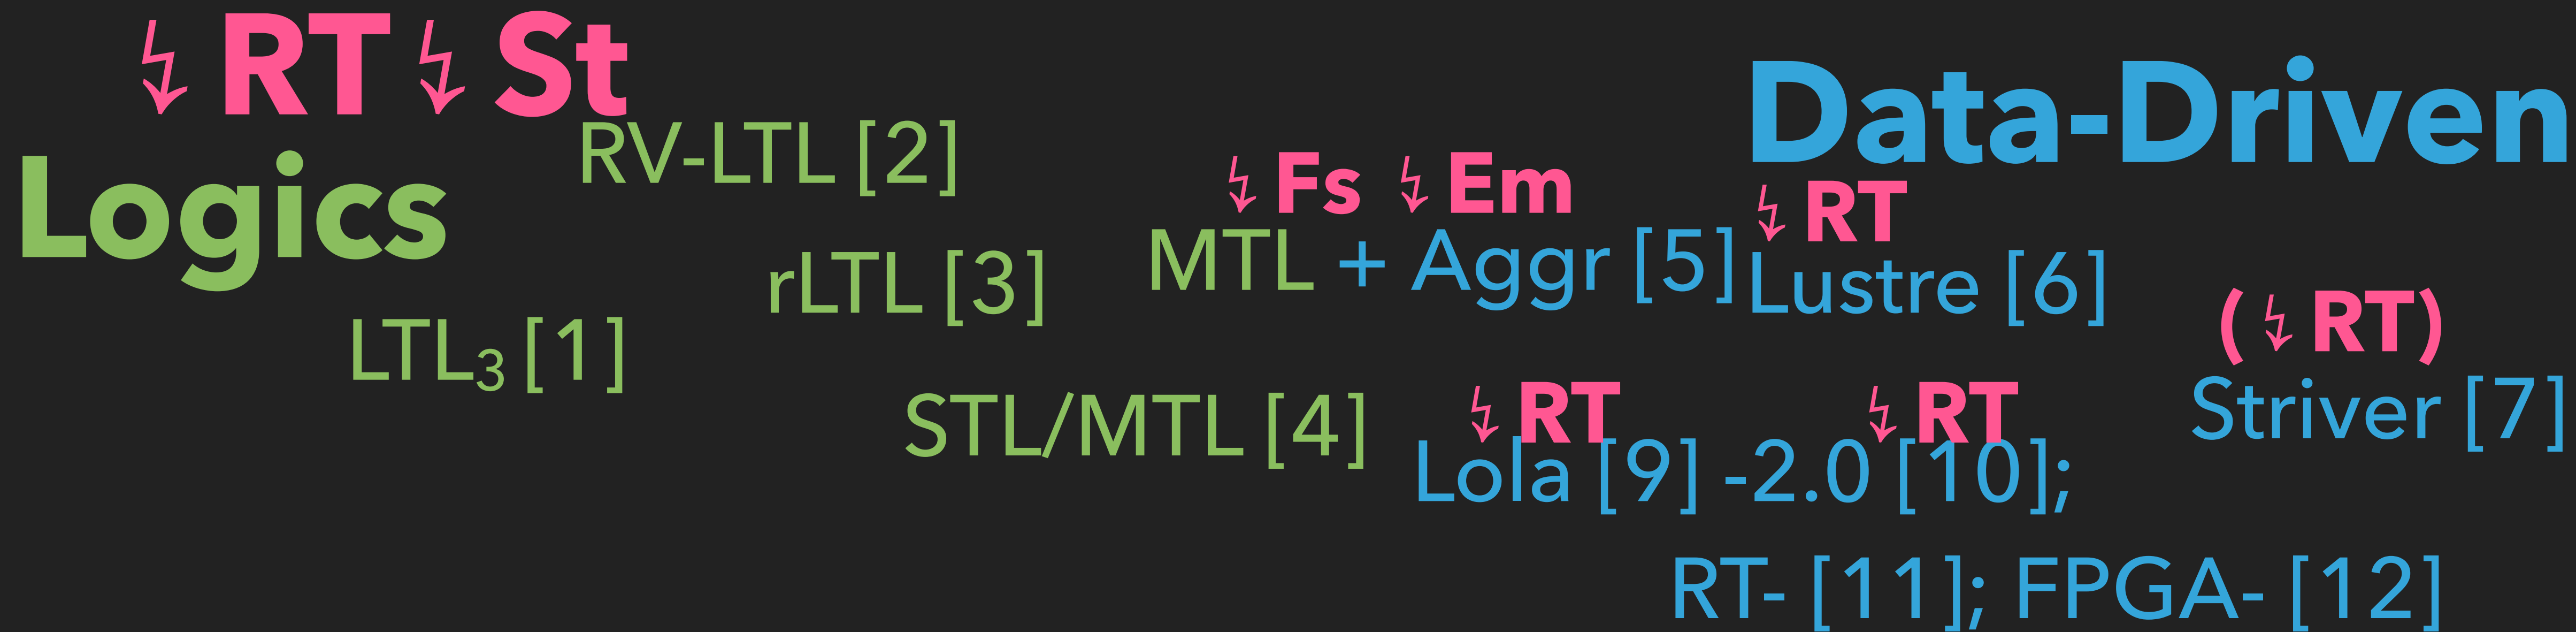 ↯ RT ↯ St
Logics
RV-LTL [2]
rLTL [3]
LTL₃ [1]
STL/MTL [4]
↯ Fs ↯ Em
MTL + Aggr [5]
Data-Driven
↯ RT
Lustre [6]
(↯ RT)
Striver [7]
↯ RT ↯ RT
Lola [9] -2.0 [10];
RT- [11]; FPGA- [12]